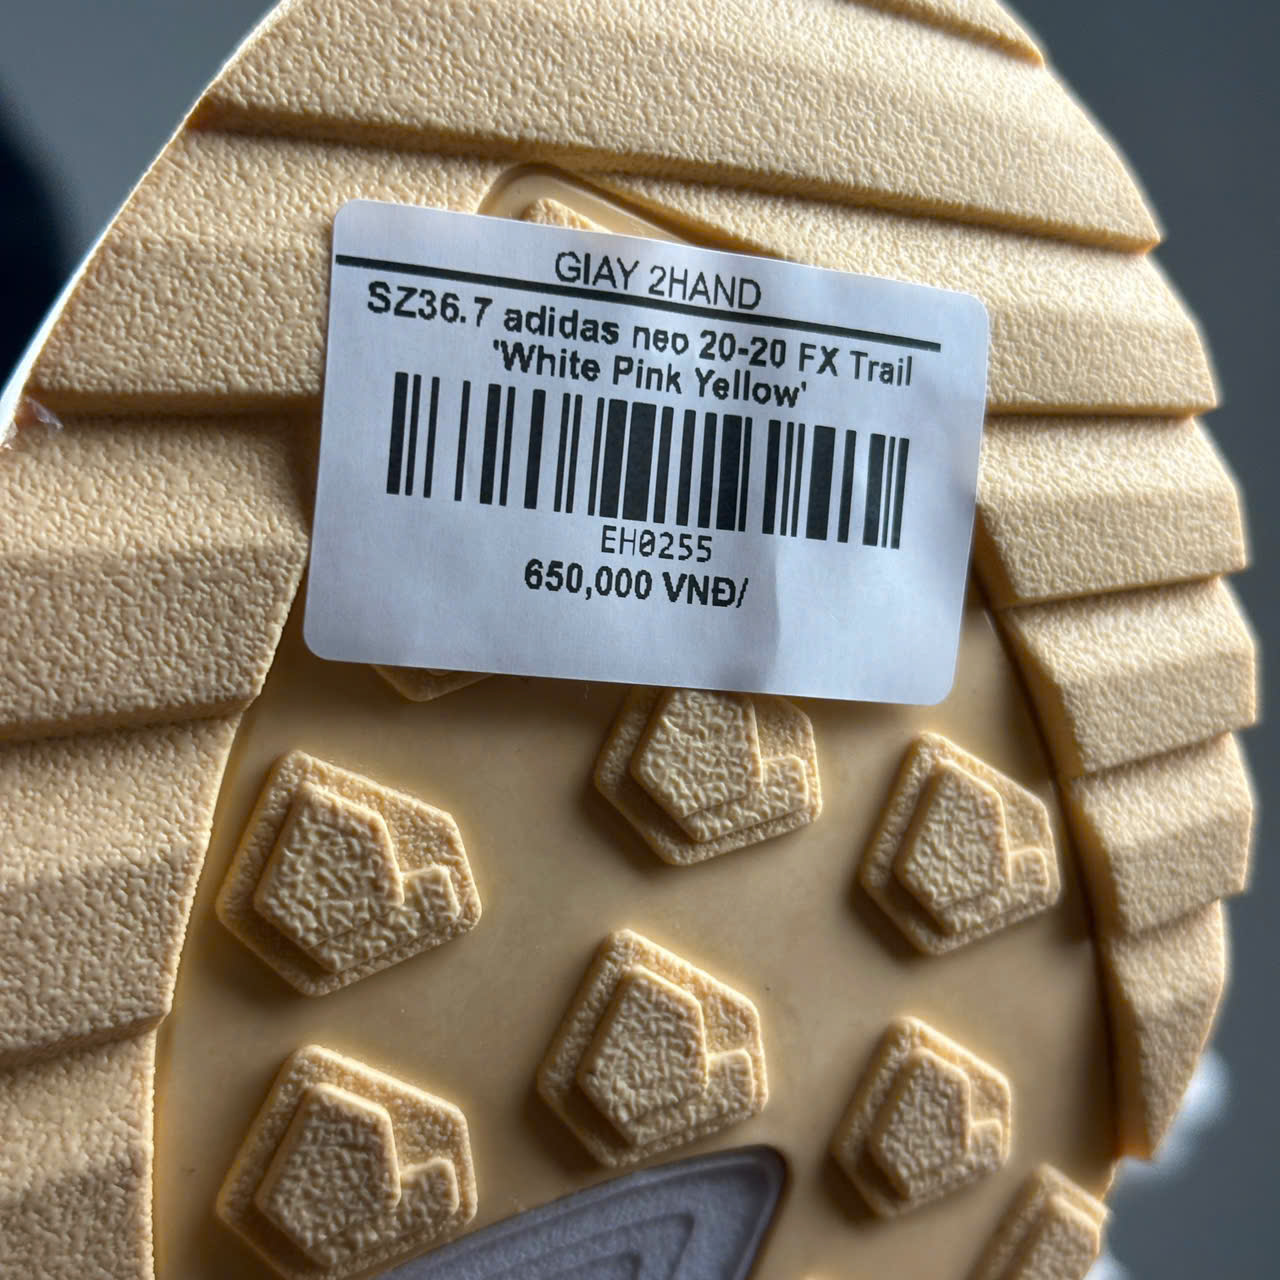 GIAY 2HAND
SZ36.7 adidas neo 20-20 FX Trail
'White Pink Yellow'
EH0255
650,000 VNĐ/